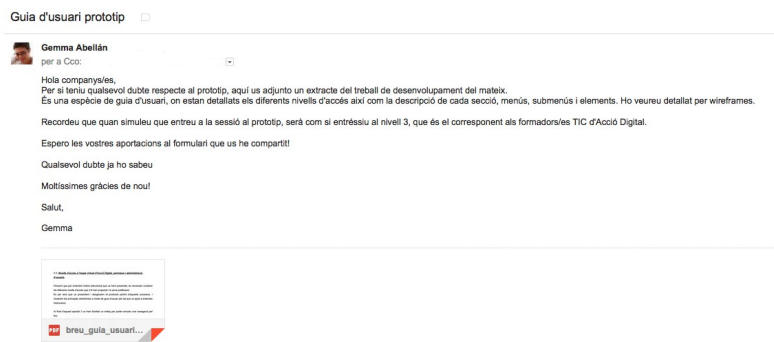 Guia d'usuari prototip
Gemma Abellán
per a Cco:
Hola companys/es,
Per si teniu qualsevol dubte respecte al prototip, aquí us adjunto un extracte del treball de desenvolupament del mateix.
És una espècie de guia d'usuari, on estan detallats els diferents nivells d'accés així com la descripció de cada secció, menús, submenús i elements. Ho veureu detallat per wireframes.
Recordeu que quan simuleu que entreu a la sessió al prototip, serà com si entréssiu al nivell 3, que és el corresponent als formadors/es TIC d'Acció Digital.
Espero les vostres aportacions al formulari que us he compartit!
Qualsevol dubte ja ho sabeu
Moltíssimes gràcies de nou!
Salut,
Gemma
PDF breu_guia_usuari...